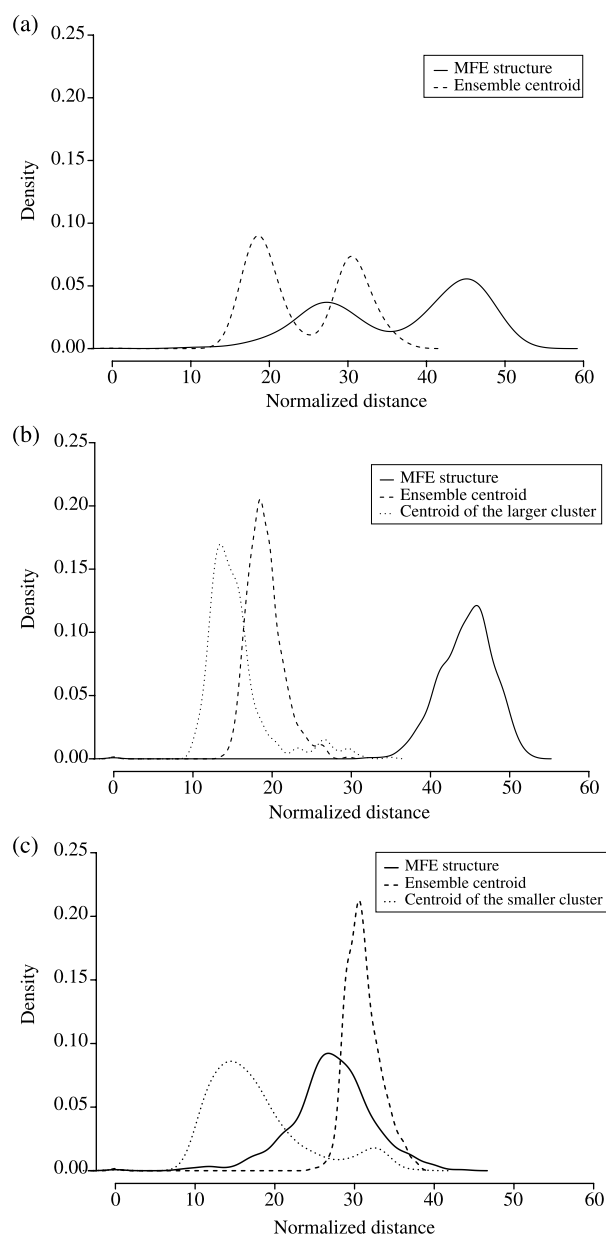 (a)
0.25
0.20
0.15
0.10
0.05
0.00
Density
MFE structure
Ensemble centroid
0 10 20 30 40 50 60
Normalized distance
(b)
0.25
0.20
0.15
0.10
0.05
0.00
Density
MFE structure
Ensemble centroid
Centroid of the larger cluster
0 10 20 30 40 50 60
Normalized distance
(c)
0.25
0.20
0.15
0.10
0.05
0.00
Density
MFE structure
Ensemble centroid
Centroid of the smaller cluster
0 10 20 30 40 50 60
Normalized distance